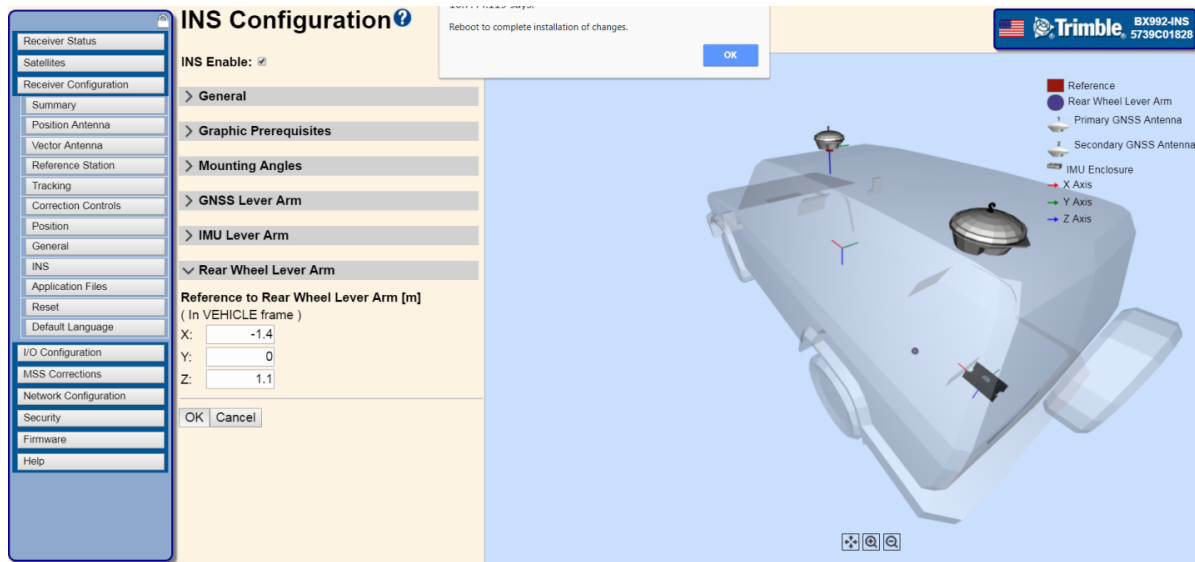 INS Configuration
Reboot to complete installation of changes.
OK
Trimble
BX992-INS
5739C01828
Receiver Status
Satellites
Receiver Configuration
Summary
Position Antenna
Vector Antenna
Reference Station
Tracking
Correction Controls
Position
General
INS
Application Files
Reset
Default Language
I/O Configuration
MSS Corrections
Network Configuration
Security
Firmware
Help
INS Enable:
General
Graphic Prerequisites
Mounting Angles
GNSS Lever Arm
IMU Lever Arm
Rear Wheel Lever Arm
Reference to Rear Wheel Lever Arm [m]
( In VEHICLE frame )
X: -1.4
Y: 0
Z: 1.1
OK Cancel
Reference
Rear Wheel Lever Arm
Primary GNSS Antenna
Secondary GNSS Antenna
IMU Enclosure
X Axis
Y Axis
Z Axis